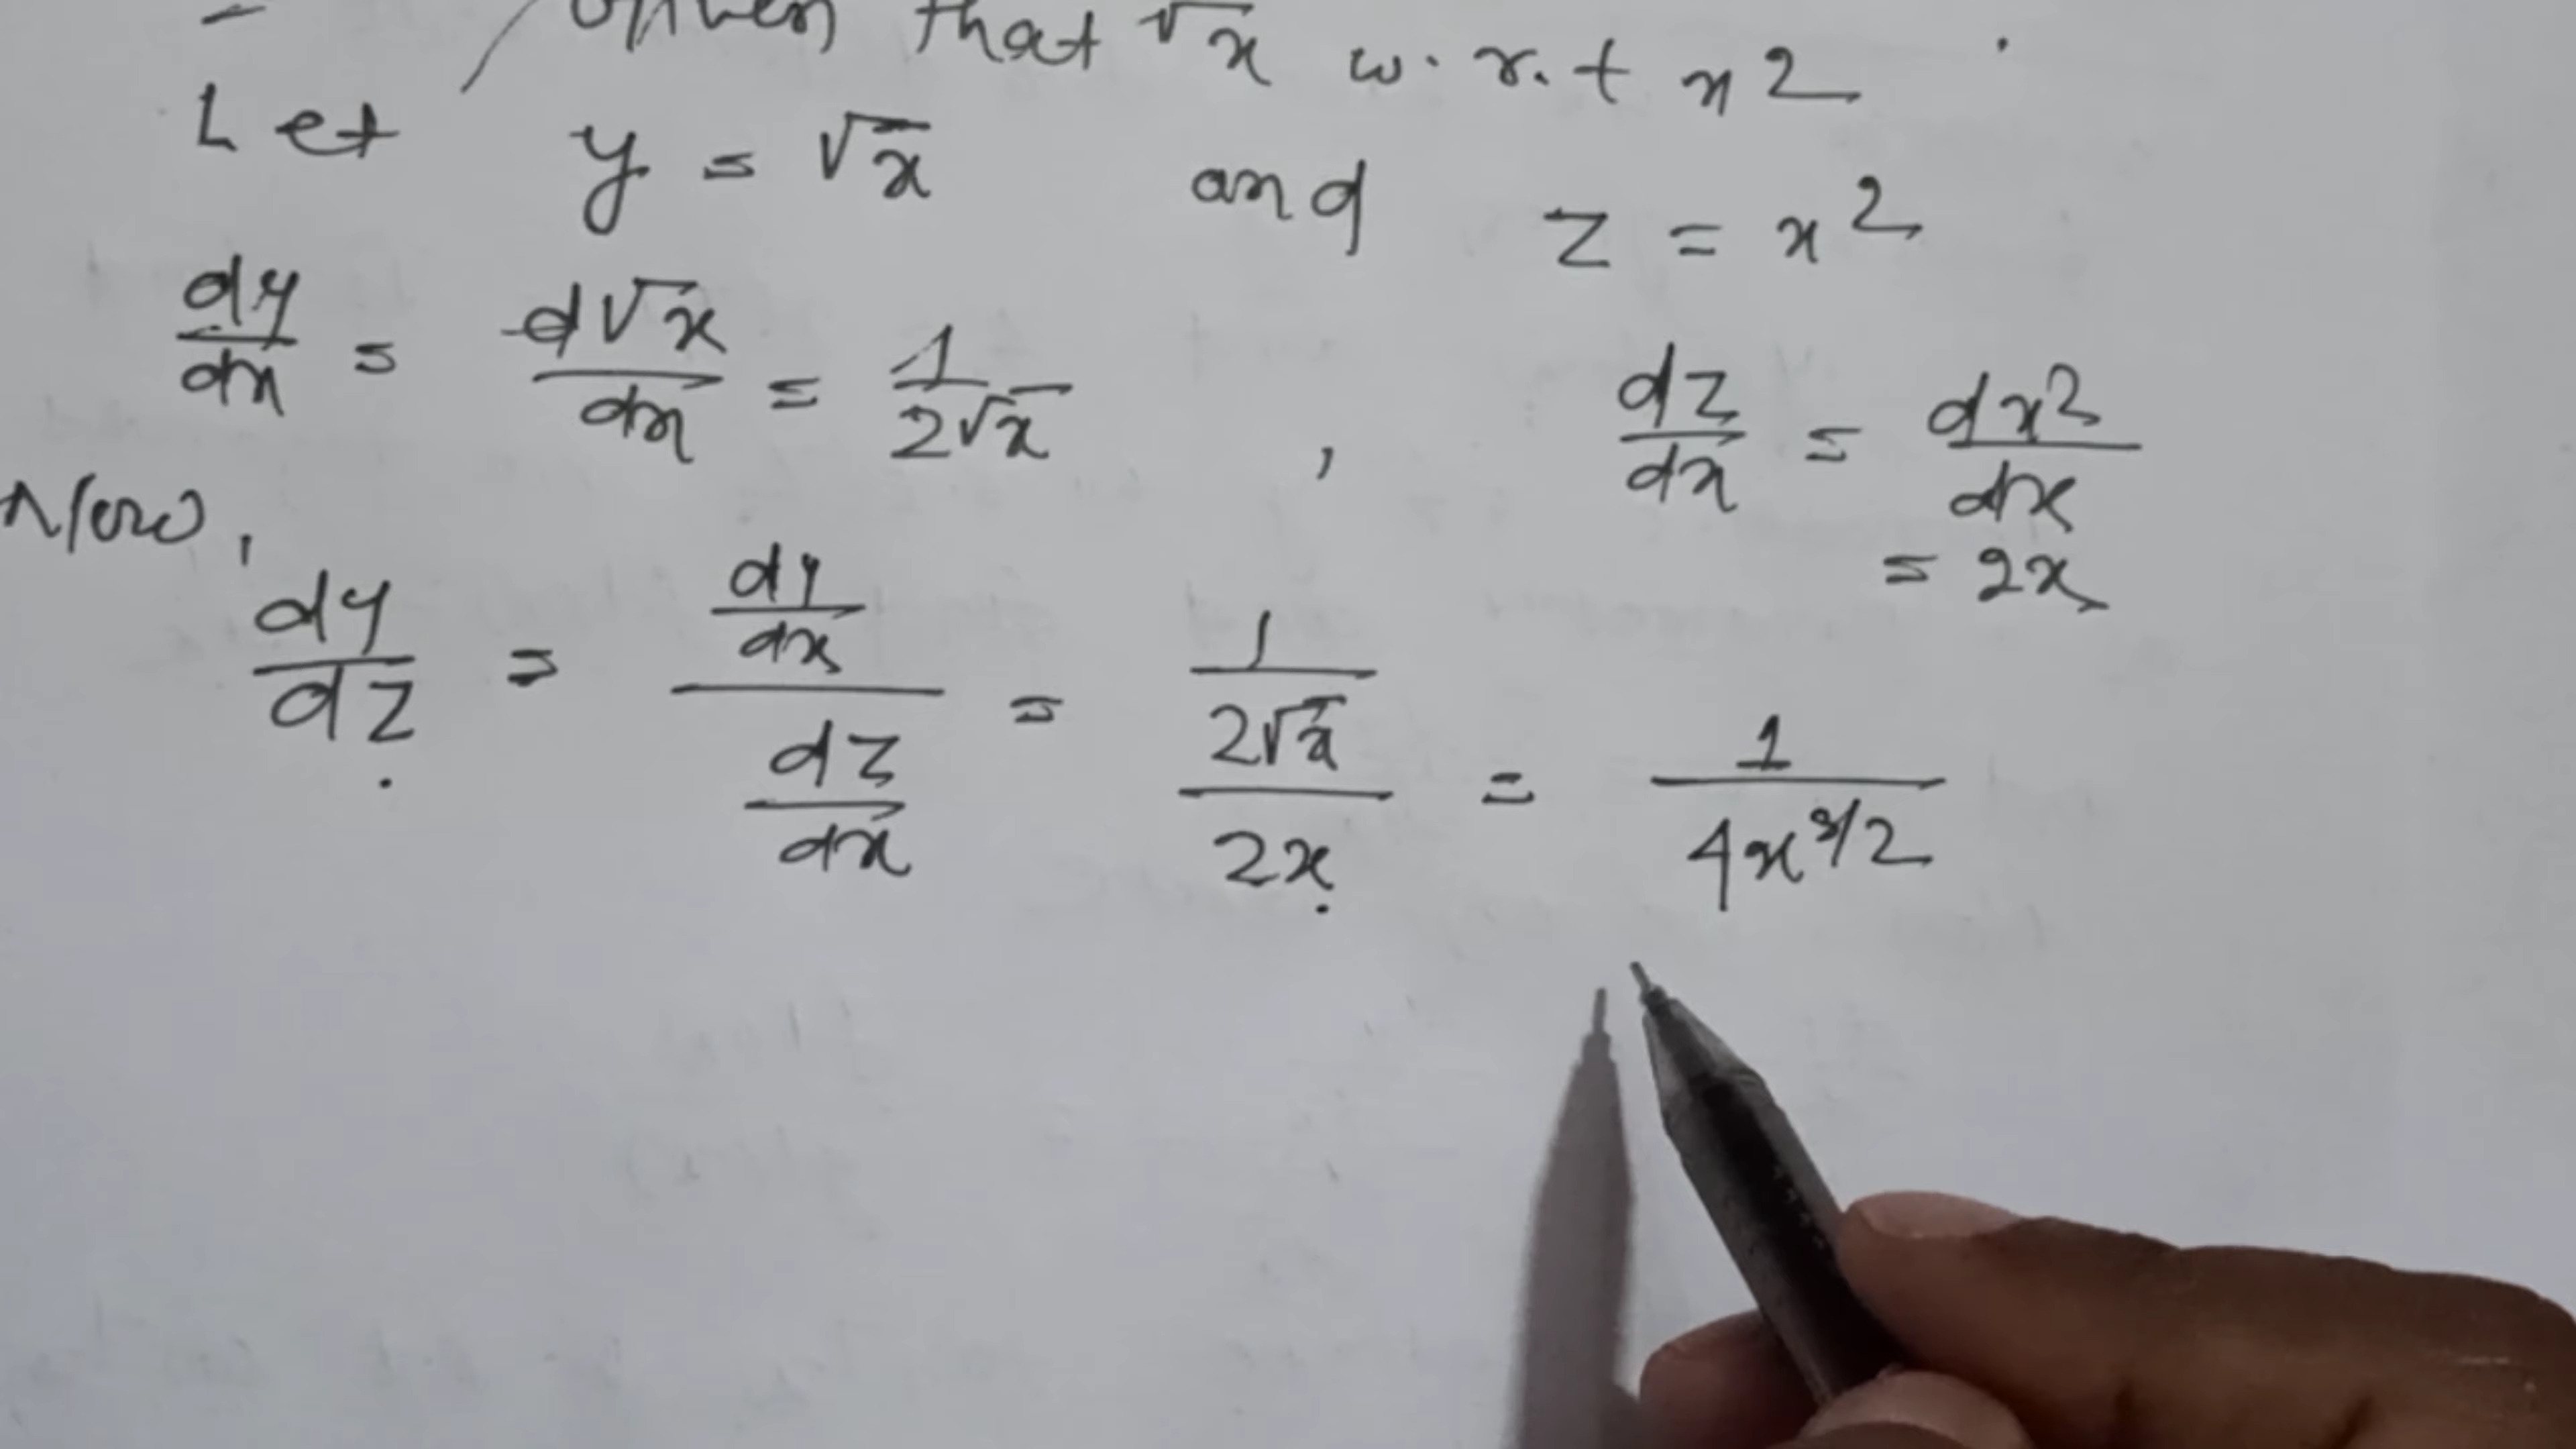 Given that √x w.r.t x²
Let y = √x and z = x²
dy/dx = d√x/dx = 1/(2√x) , dz/dx = dx²/dx
= 2x
Now,
dy/dz = (dy/dx)/(dz/dx) = (1/(2√x))/(2x) = 1/(4x^3/2)